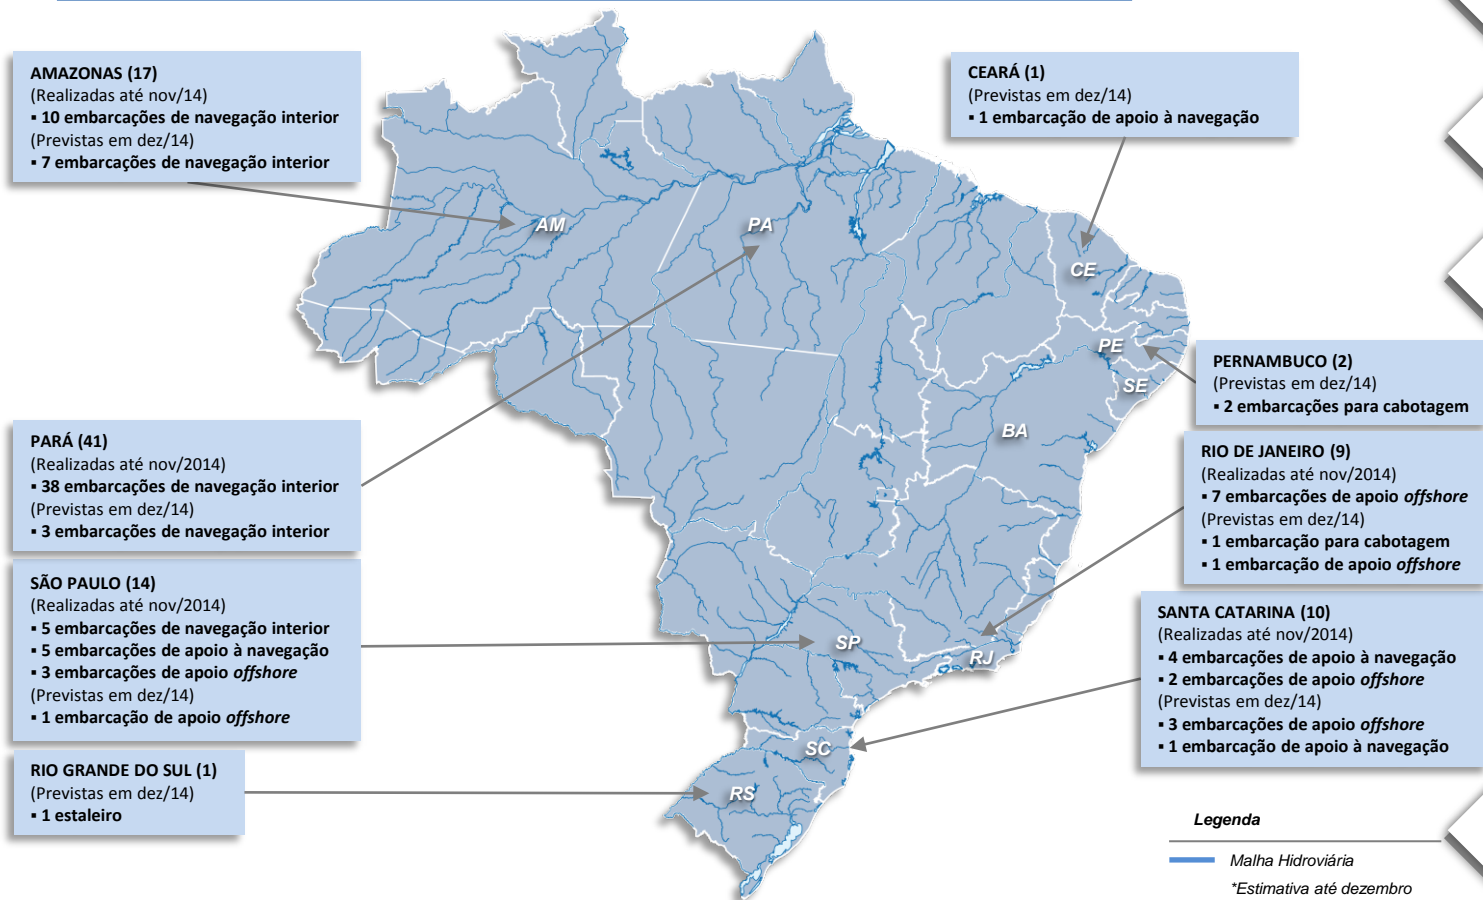 AMAZONAS (17)
(Realizadas até nov/14)
▪ 10 embarcações de navegação interior
(Previstas em dez/14)
▪ 7 embarcações de navegação interior
CEARÁ (1)
(Previstas em dez/14)
▪ 1 embarcação de apoio à navegação
AM
PA
CE
PE
SE
BA
SP
RJ
SC
RS
PERNAMBUCO (2)
(Previstas em dez/14)
▪ 2 embarcações para cabotagem
PARÁ (41)
(Realizadas até nov/2014)
▪ 38 embarcações de navegação interior
(Previstas em dez/14)
▪ 3 embarcações de navegação interior
RIO DE JANEIRO (9)
(Realizadas até nov/2014)
▪ 7 embarcações de apoio offshore
(Previstas em dez/14)
▪ 1 embarcação para cabotagem
▪ 1 embarcação de apoio offshore
SÃO PAULO (14)
(Realizadas até nov/2014)
▪ 5 embarcações de navegação interior
▪ 5 embarcações de apoio à navegação
▪ 3 embarcações de apoio offshore
(Previstas em dez/14)
▪ 1 embarcação de apoio offshore
SANTA CATARINA (10)
(Realizadas até nov/2014)
▪ 4 embarcações de apoio à navegação
▪ 2 embarcações de apoio offshore
(Previstas em dez/14)
▪ 3 embarcações de apoio offshore
▪ 1 embarcação de apoio à navegação
RIO GRANDE DO SUL (1)
(Previstas em dez/14)
▪ 1 estaleiro
Legenda
Malha Hidroviária
*Estimativa até dezembro